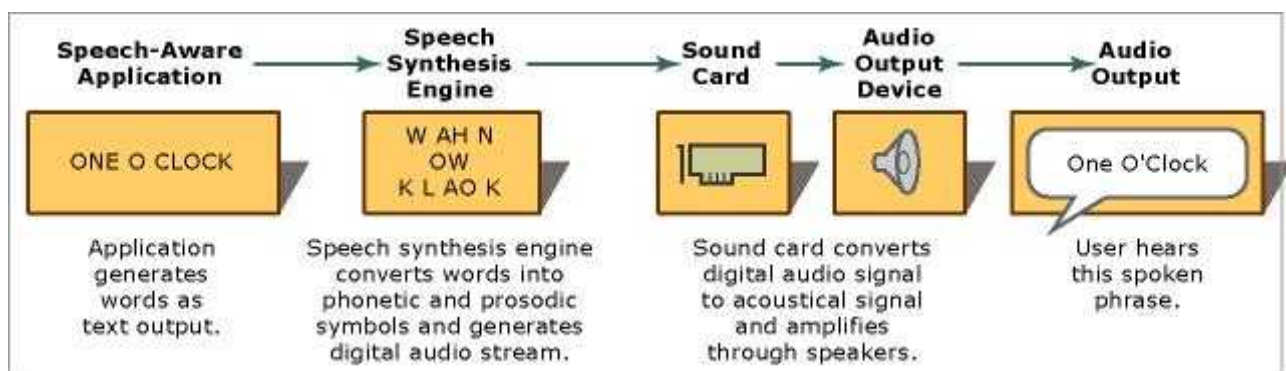 Speech-Aware
Application
Speech
Synthesis
Engine
Sound
Card
Audio
Output
Device
Audio
Output
ONE O CLOCK
W AH N
OW
K L AO K
One O'Clock
Application
generates
words as
text output.
Speech synthesis engine
converts words into
phonetic and prosodic
symbols and generates
digital audio stream.
Sound card converts
digital audio signal
to acoustical signal
and amplifies
through speakers.
User hears
this spoken
phrase.